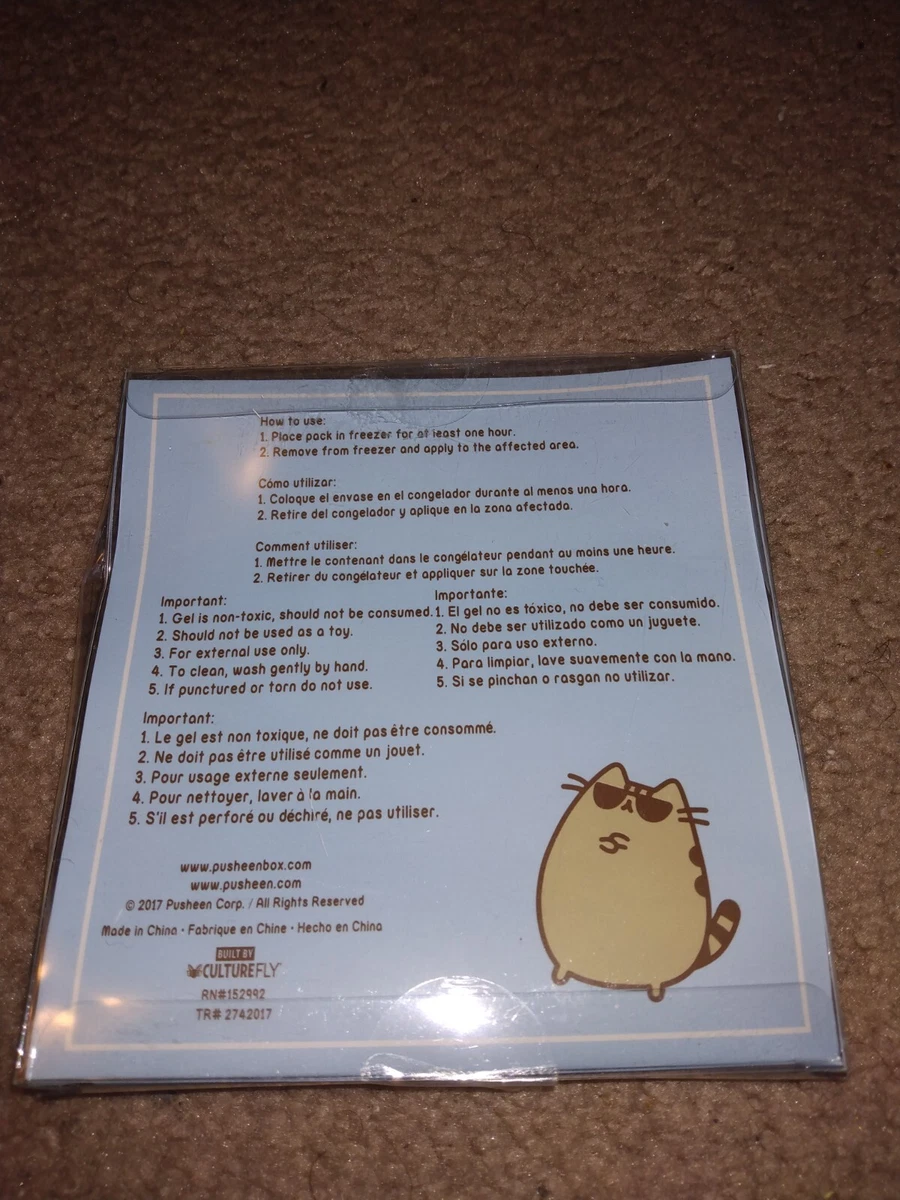 How to use:
1. Place pack in freezer for at least one hour.
2. Remove from freezer and apply to the affected area.
Cómo utilizar:
1. Coloque el envase en el congelador durante al menos una hora.
2. Retire del congelador y aplique en la zona afectada.
Comment utiliser:
1. Mettre le contenant dans le congélateur pendant au moins une heure.
2. Retirer du congélateur et appliquer sur la zone touchée.
Important:
1. Gel is non-toxic, should not be consumed.
2. Should not be used as a toy.
3. For external use only.
4. To clean, wash gently by hand.
5. If punctured or torn do not use.
Importante:
1. El gel no es tóxico, no debe ser consumido.
2. No debe ser utilizado como un juguete.
3. Sólo para uso externo.
4. Para limpiar, lave suavemente con la mano.
5. Si se pinchan o rasgan no utilizar.
Important:
1. Le gel est non toxique, ne doit pas être consommé.
2. Ne doit pas être utilisé comme un jouet.
3. Pour usage externe seulement.
4. Pour nettoyer, laver à la main.
5. S'il est perforé ou déchiré, ne pas utiliser.
www.pusheenbox.com
www.pusheen.com
© 2017 Pusheen Corp. / All Rights Reserved
Made in China · Fabrique en Chine · Hecho en China
BUILT BY
CULTUREFLY
RN#152992
TR# 2742017